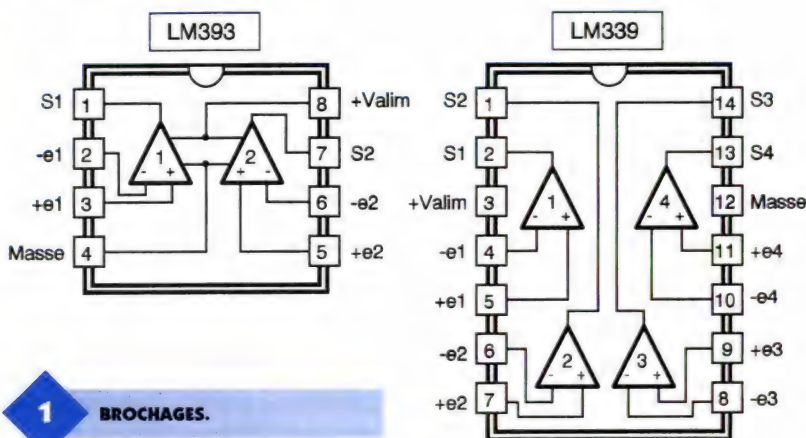 LM393
S1 1
8 +Valim
-e1 2
7 S2
+e1 3
6 -e2
Masse 4
5 +e2
1 2
- + + -
LM339
S2 1
14 S3
S1 2
13 S4
+Valim 3
12 Masse
-e1 4
11 +e4
+e1 5
10 -e4
-e2 6
9 +e3
+e2 7
8 -e3
1 4
- + - +
2 3
- + - +
1 BROCHAGES.